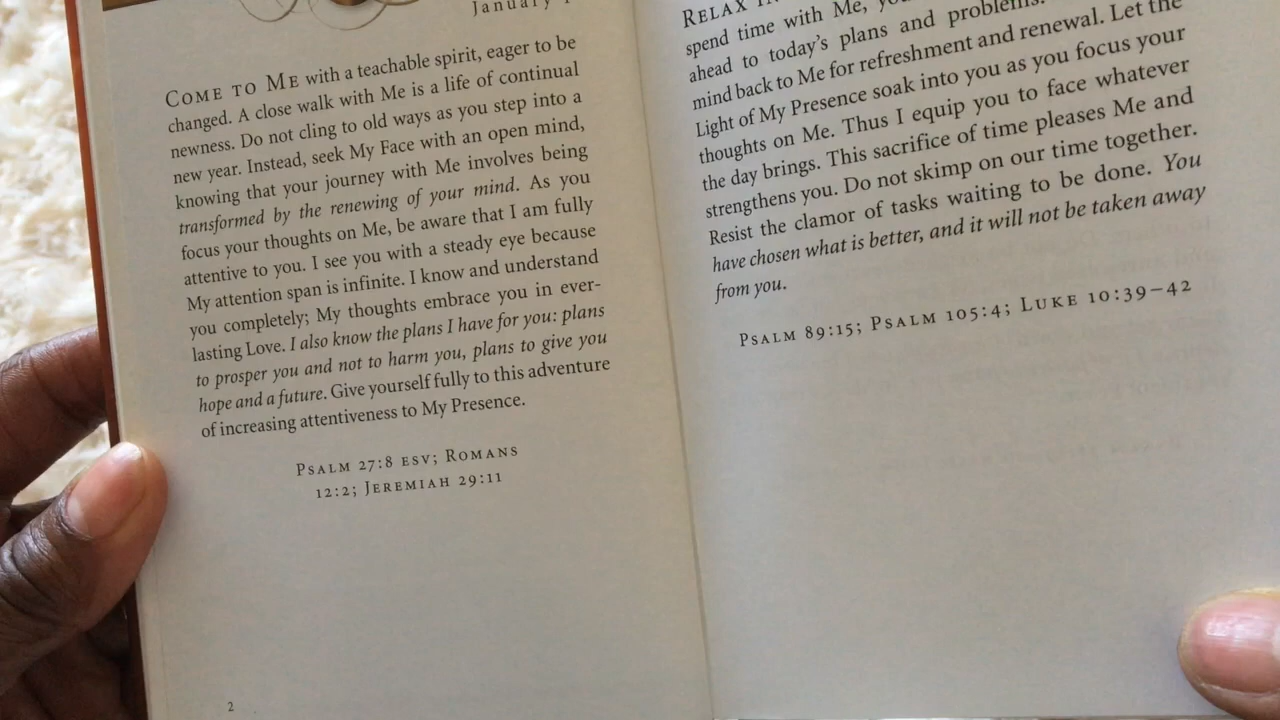 January
COME TO ME with a teachable spirit, eager to be
changed. A close walk with Me is a life of continual
newness. Do not cling to old ways as you step into a
new year. Instead, seek My Face with an open mind,
knowing that your journey with Me involves being
transformed by the renewing of your mind. As you
focus your thoughts on Me, be aware that I am fully
attentive to you. I see you with a steady eye because
My attention span is infinite. I know and understand
you completely; My thoughts embrace you in ever-
lasting Love. I also know the plans I have for you: plans
to prosper you and not to harm you, plans to give you
hope and a future. Give yourself fully to this adventure
of increasing attentiveness to My Presence.
PSALM 27:8 ESV; ROMANS
12:2; JEREMIAH 29:11
2
RELAX
spend time with Me,
ahead to today's plans and problems.
mind back to Me for refreshment and renewal. Let the
Light of My Presence soak into you as you focus your
thoughts on Me. Thus I equip you to face whatever
the day brings. This sacrifice of time pleases Me and
strengthens you. Do not skimp on our time together.
Resist the clamor of tasks waiting to be done. You
have chosen what is better, and it will not be taken away
from you.
PSALM 89:15; PSALM 105:4; LUKE 10:39–42